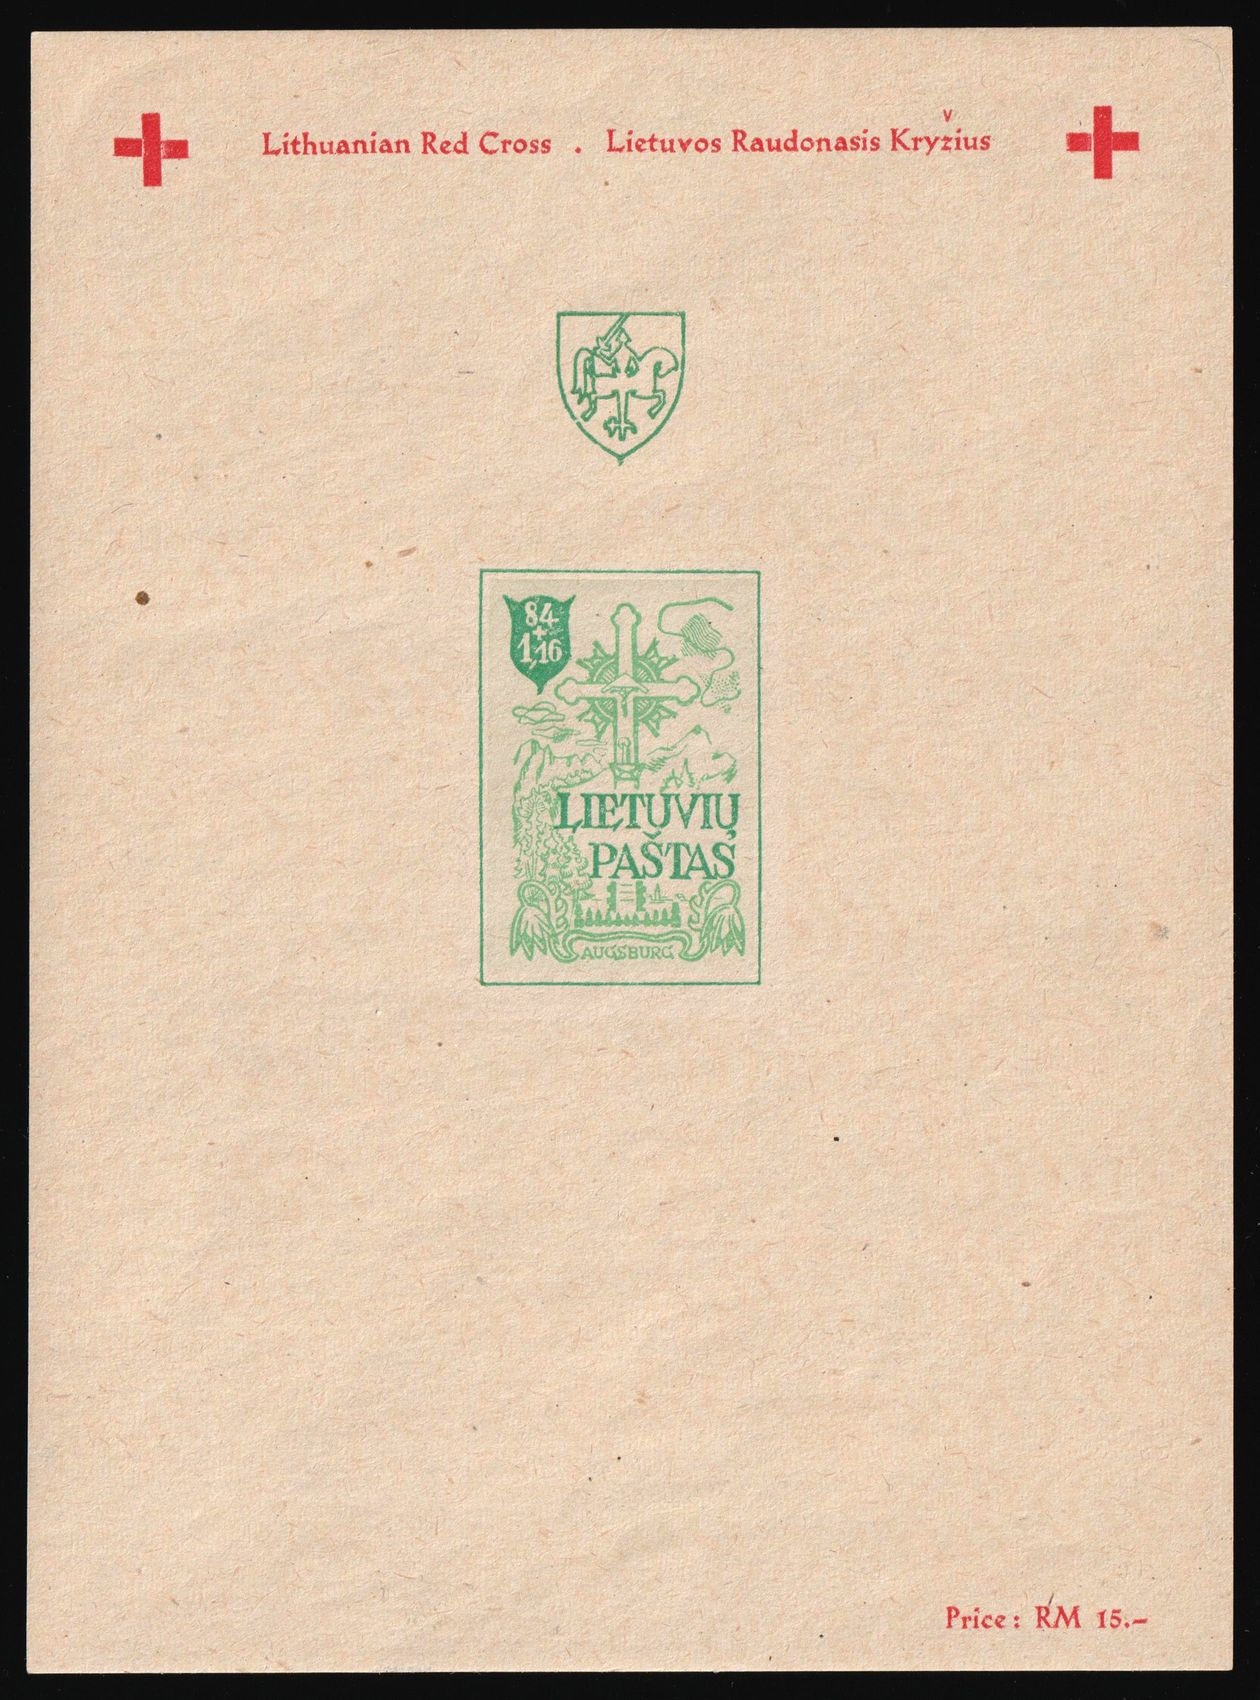 Lithuanian Red Cross . Lietuvos Raudonasis Kryžius
84
+
1,16
LIETUVIŲ
PAŠTAS
AUGSBURG
Price: RM 15.-